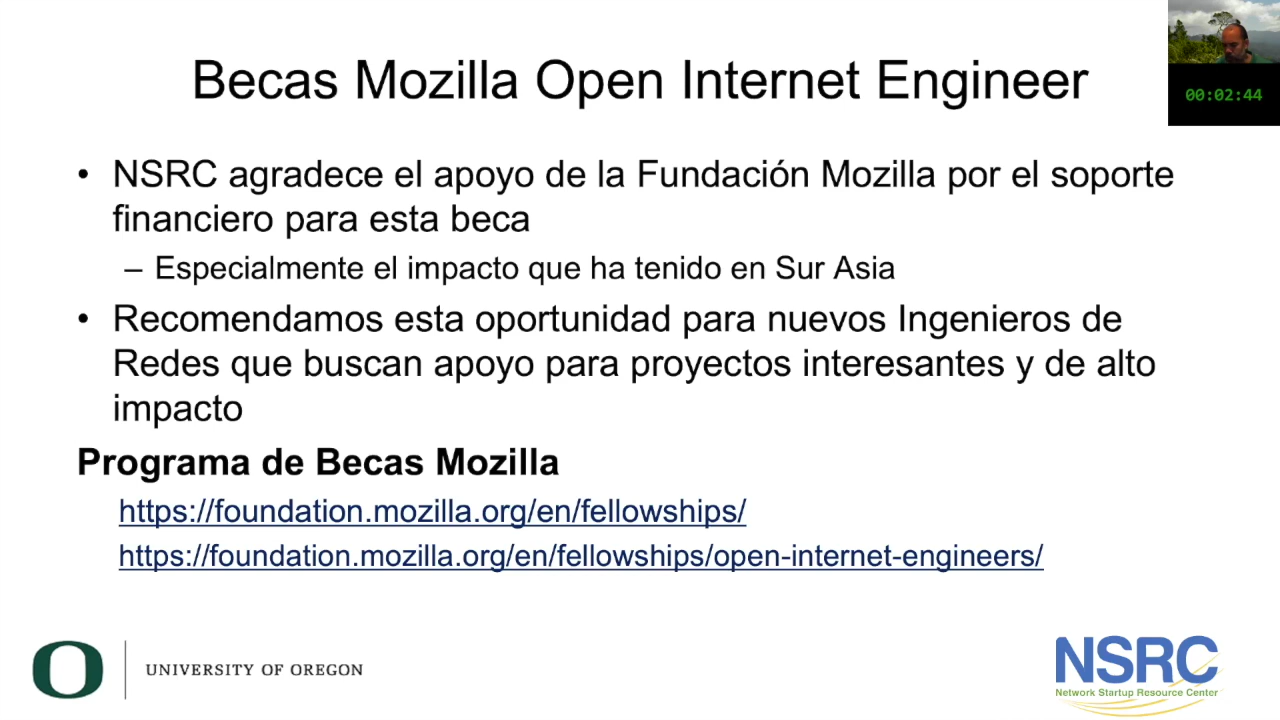 Becas Mozilla Open Internet Engineer
00:02:44
• NSRC agradece el apoyo de la Fundación Mozilla por el soporte
financiero para esta beca
– Especialmente el impacto que ha tenido en Sur Asia
• Recomendamos esta oportunidad para nuevos Ingenieros de
Redes que buscan apoyo para proyectos interesantes y de alto
impacto
Programa de Becas Mozilla
https://foundation.mozilla.org/en/fellowships/
https://foundation.mozilla.org/en/fellowships/open-internet-engineers/
O
UNIVERSITY OF OREGON
NSRC
Network Startup Resource Center